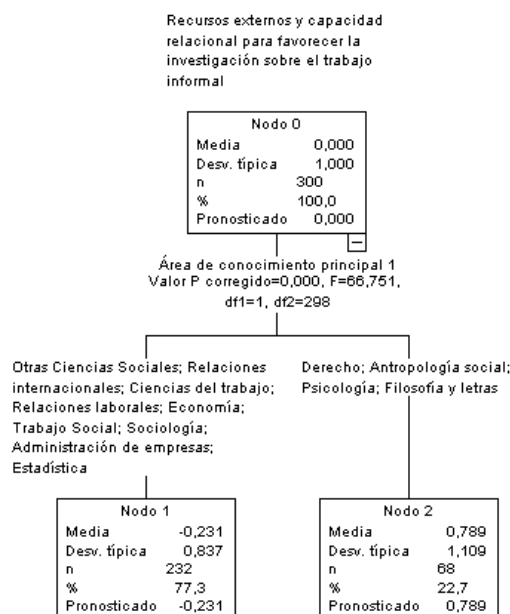 Recursos externos y capacidad
relacional para favorecer la
investigación sobre el trabajo
informal
Nodo 0
Media 0,000
Desv. típica 1,000
n 300
% 100,0
Pronosticado 0,000
Área de conocimiento principal 1
Valor P corregido=0,000, F=66,751,
df1=1, df2=298
Otras Ciencias Sociales; Relaciones
internacionales; Ciencias del trabajo;
Relaciones laborales; Economía;
Trabajo Social; Sociología;
Administración de empresas;
Estadística
Derecho; Antropología social;
Psicología; Filosofía y letras
Nodo 1
Media -0,231
Desv. típica 0,837
n 232
% 77,3
Pronosticado -0,231
Nodo 2
Media 0,789
Desv. típica 1,109
n 68
% 22,7
Pronosticado 0,789